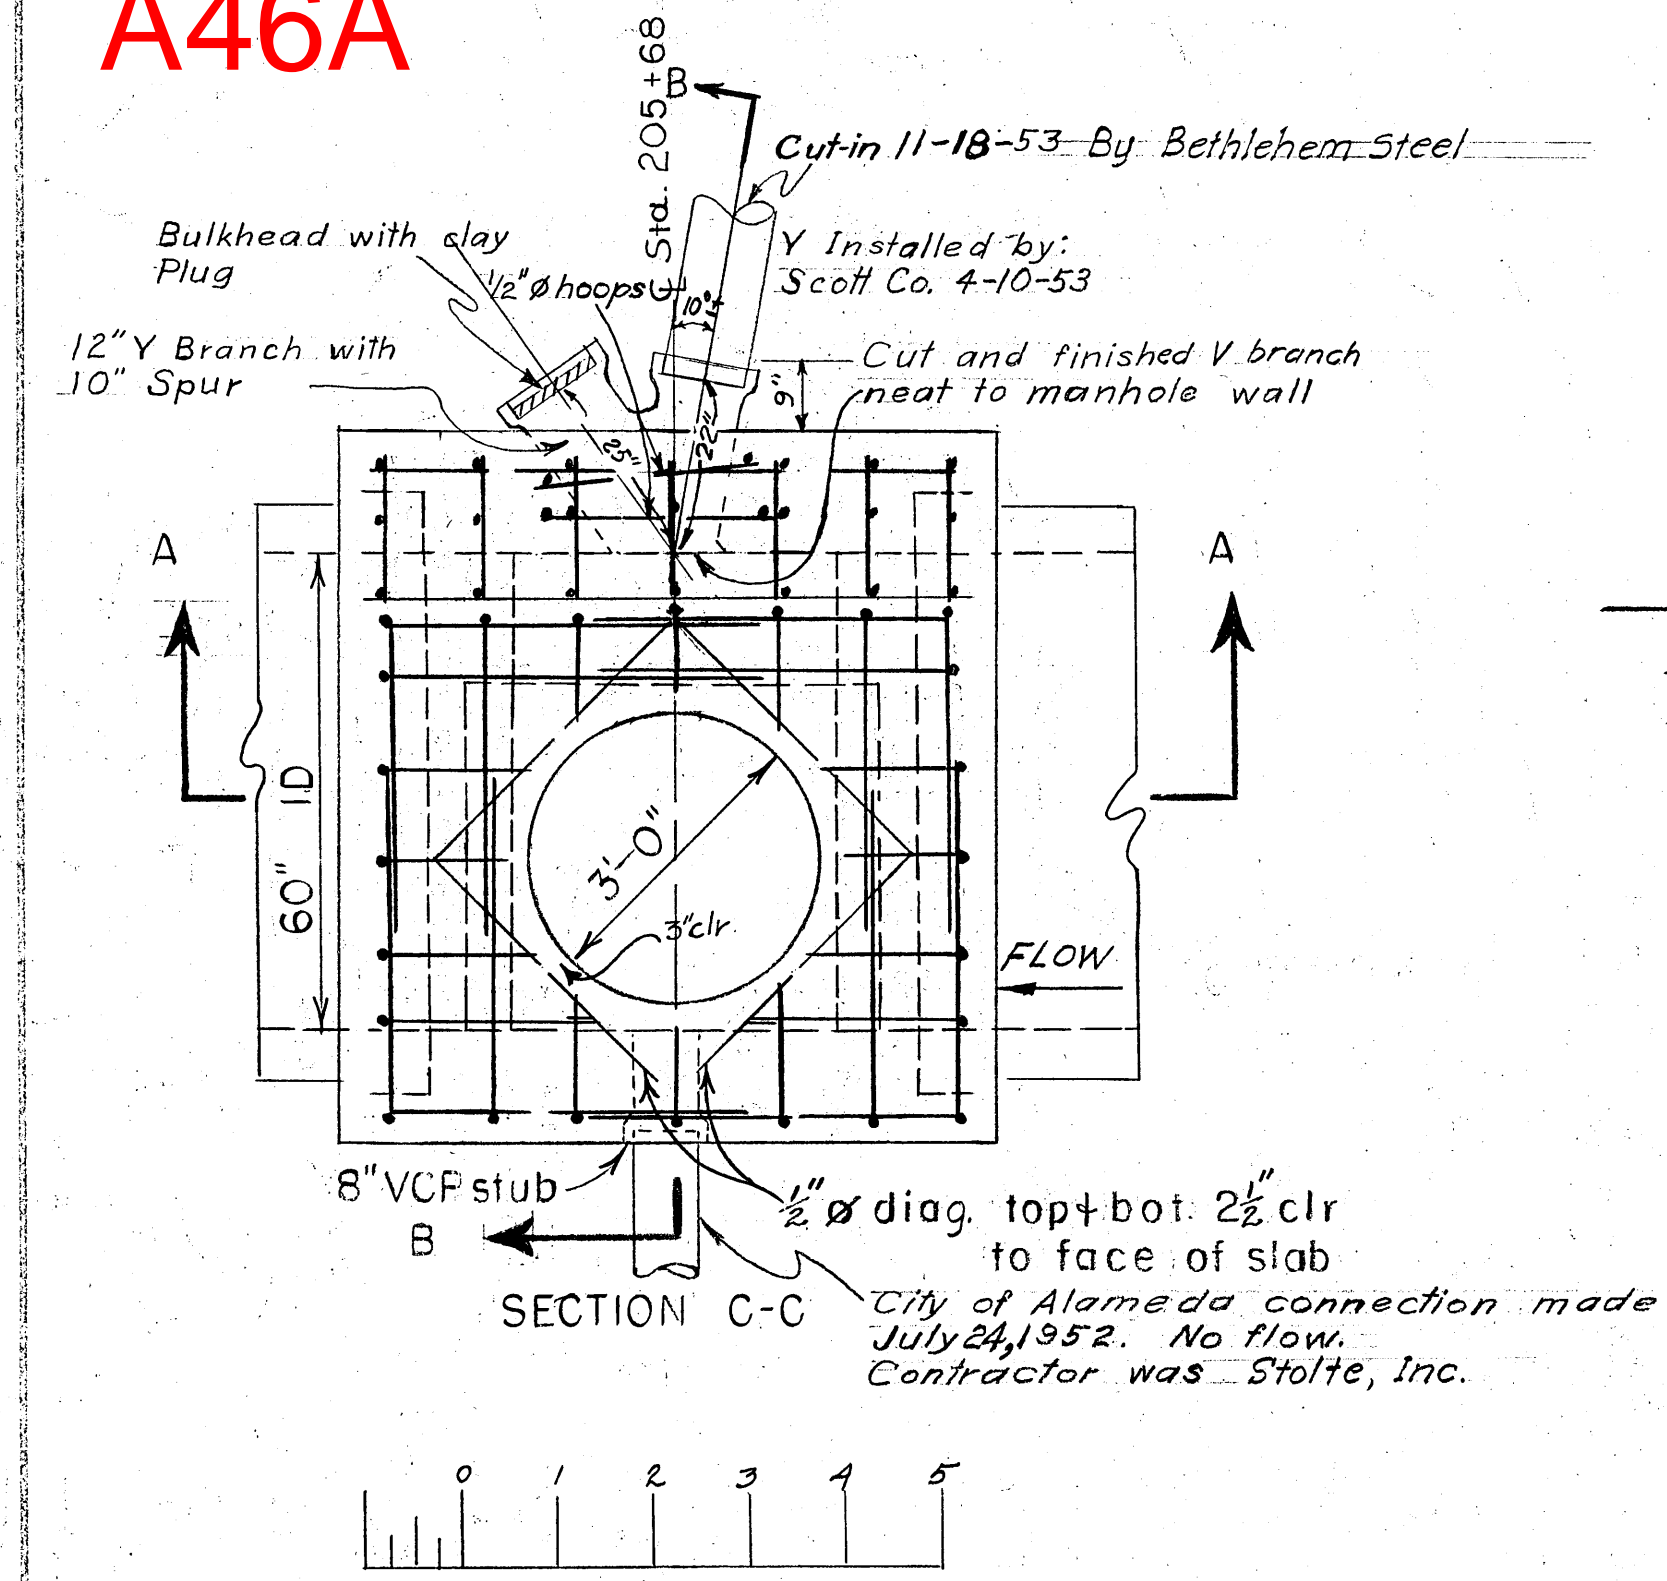 A46A
B
℄ Sta. 205+68
Cut-in 11-18-53 By Bethlehem Steel
Bulkhead with clay
Plug
Y Installed by:
Scott Co. 4-10-53
1/2" ø hoops
10°±
12" Y Branch with
10" Spur
Cut and finished Y branch
neat to manhole wall
9"
25"
22"
A
A
60" ID
3'-0"
3" clr.
FLOW
8" VCP stub
B
1/2" ø diag. top & bot. 2 1/2" clr
to face of slab
SECTION C-C
City of Alameda connection made
July 24, 1952. No flow.
Contractor was Stolte, Inc.
0 1 2 3 4 5